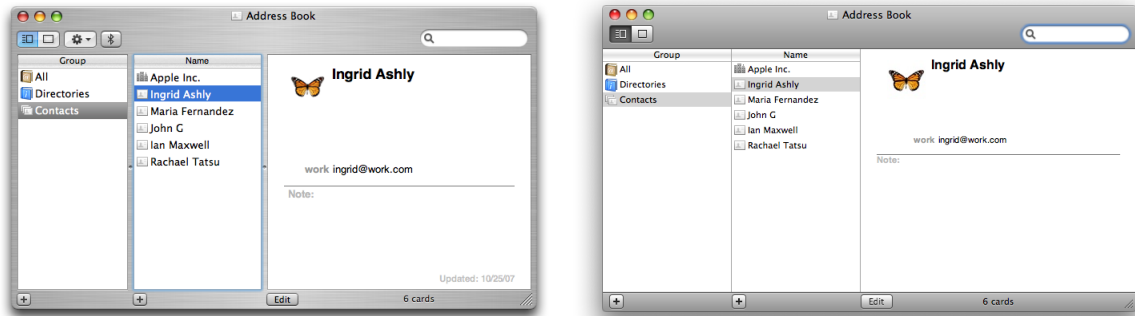 Address Book
Group
All
Directories
Contacts
Name
Apple Inc.
Ingrid Ashly
Maria Fernandez
John G
Ian Maxwell
Rachael Tatsu
Ingrid Ashly
work ingrid@work.com
Note:
Updated: 10/25/07
+
+
Edit
6 cards
Address Book
Group
All
Directories
Contacts
Name
Apple Inc.
Ingrid Ashly
Maria Fernandez
John G
Ian Maxwell
Rachael Tatsu
Ingrid Ashly
work ingrid@work.com
Note:
+
+
Edit
6 cards